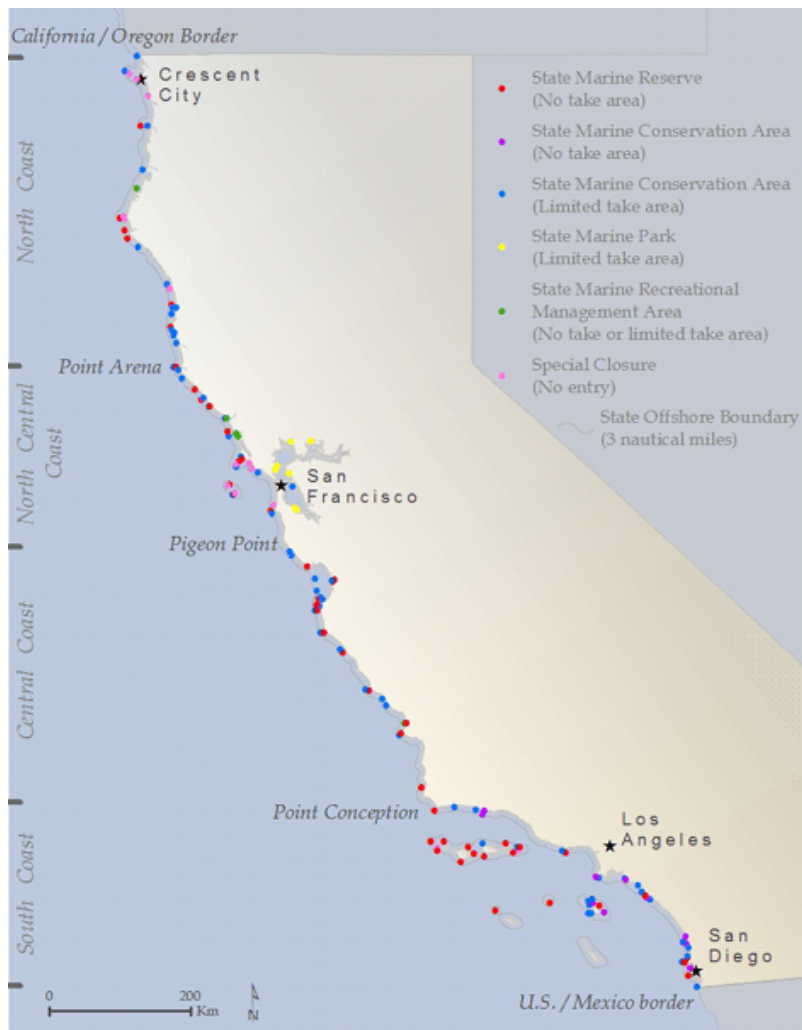 California / Oregon Border
Crescent
City
State Marine Reserve
(No take area)
State Marine Conservation Area
(No take area)
State Marine Conservation Area
(Limited take area)
State Marine Park
(Limited take area)
State Marine Recreational
Management Area
(No take or limited take area)
Special Closure
(No entry)
State Offshore Boundary
(3 nautical miles)
North Coast
Point Arena
North Central
Coast
San
Francisco
Pigeon Point
Central Coast
Point Conception
Los
Angeles
South Coast
San
Diego
U.S. / Mexico border
0 200
Km
N